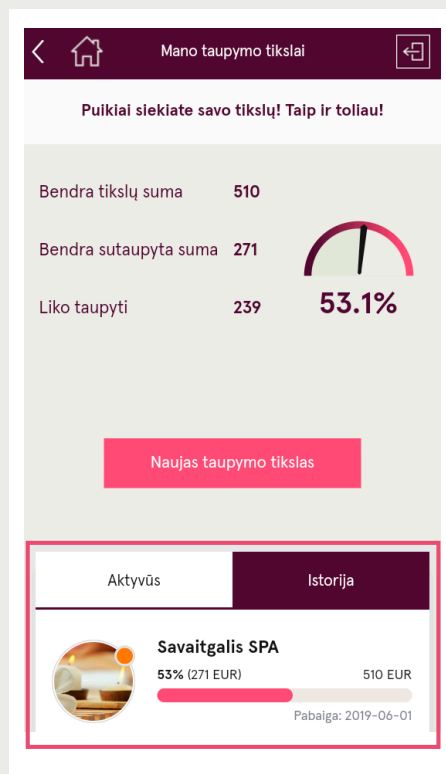 Mano taupymo tikslai
Puikiai siekiate savo tikslų! Taip ir toliau!
Bendra tikslų suma 510
Bendra sutaupyta suma 271
Liko taupyti 239
53.1%
Naujas taupymo tikslas
Aktyvūs Istorija
Savaitgalis SPA
53% (271 EUR) 510 EUR
Pabaiga: 2019-06-01